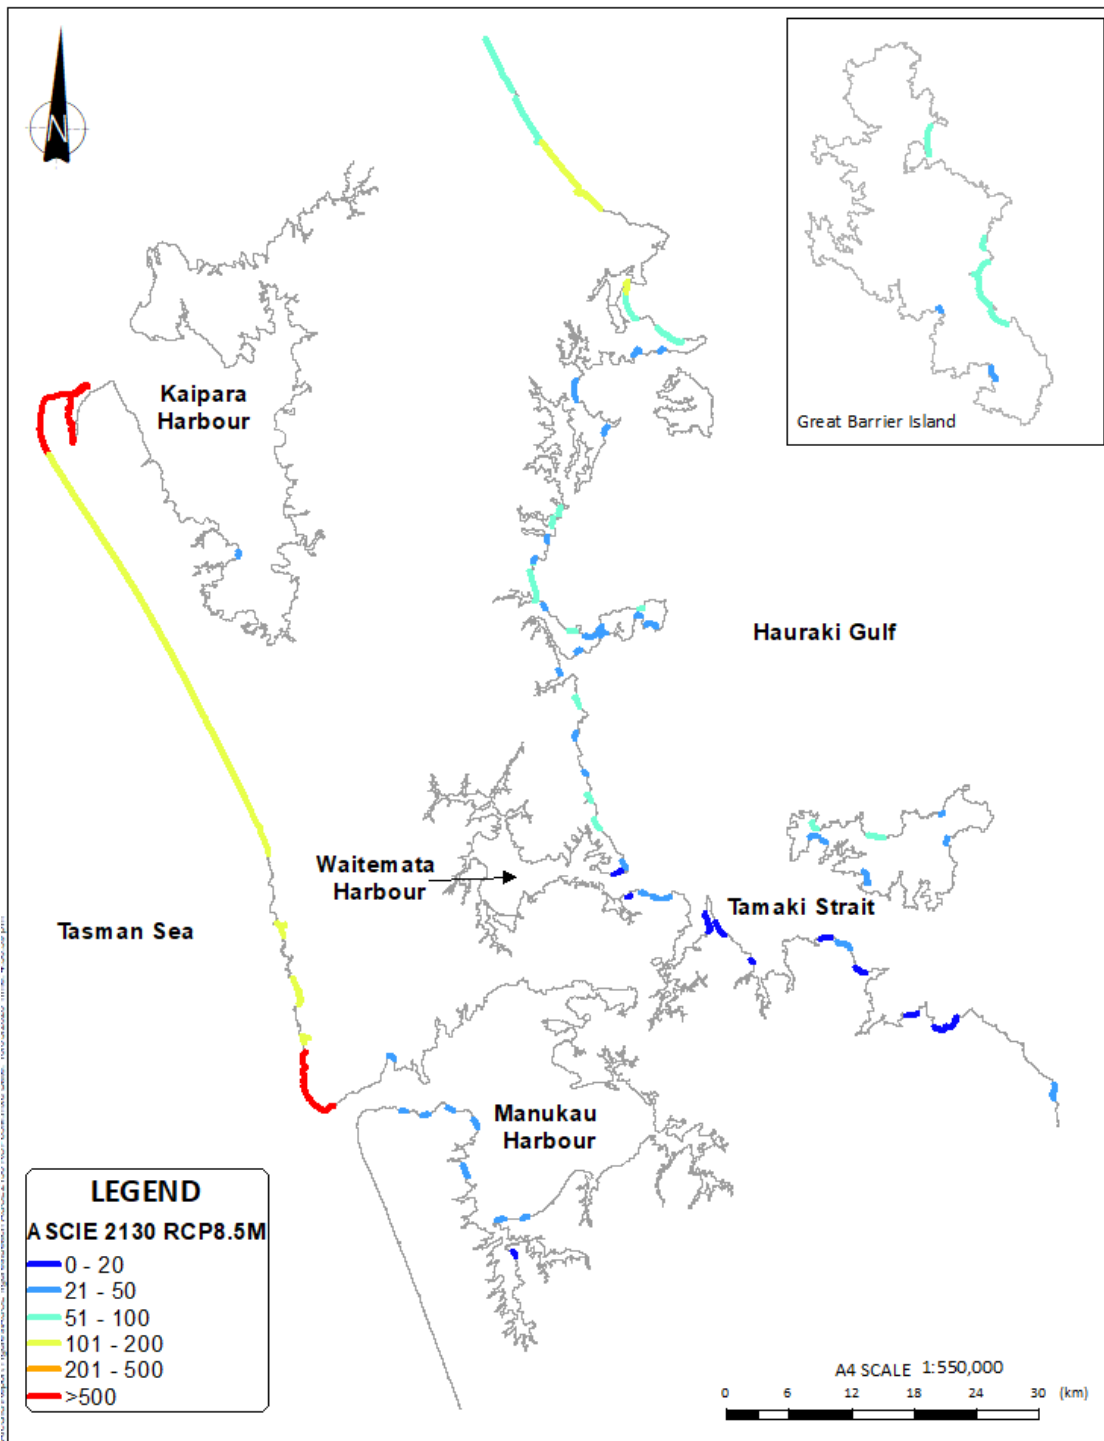 N
Great Barrier Island
Kaipara
Harbour
Hauraki Gulf
Waitemata
Harbour
Tamaki Strait
Tasman Sea
Manukau
Harbour
LEGEND
ASCIE 2130 RCP8.5M
0 - 20
21 - 50
51 - 100
101 - 200
201 - 500
>500
A4 SCALE 1:550,000
0 6 12 18 24 30 (km)